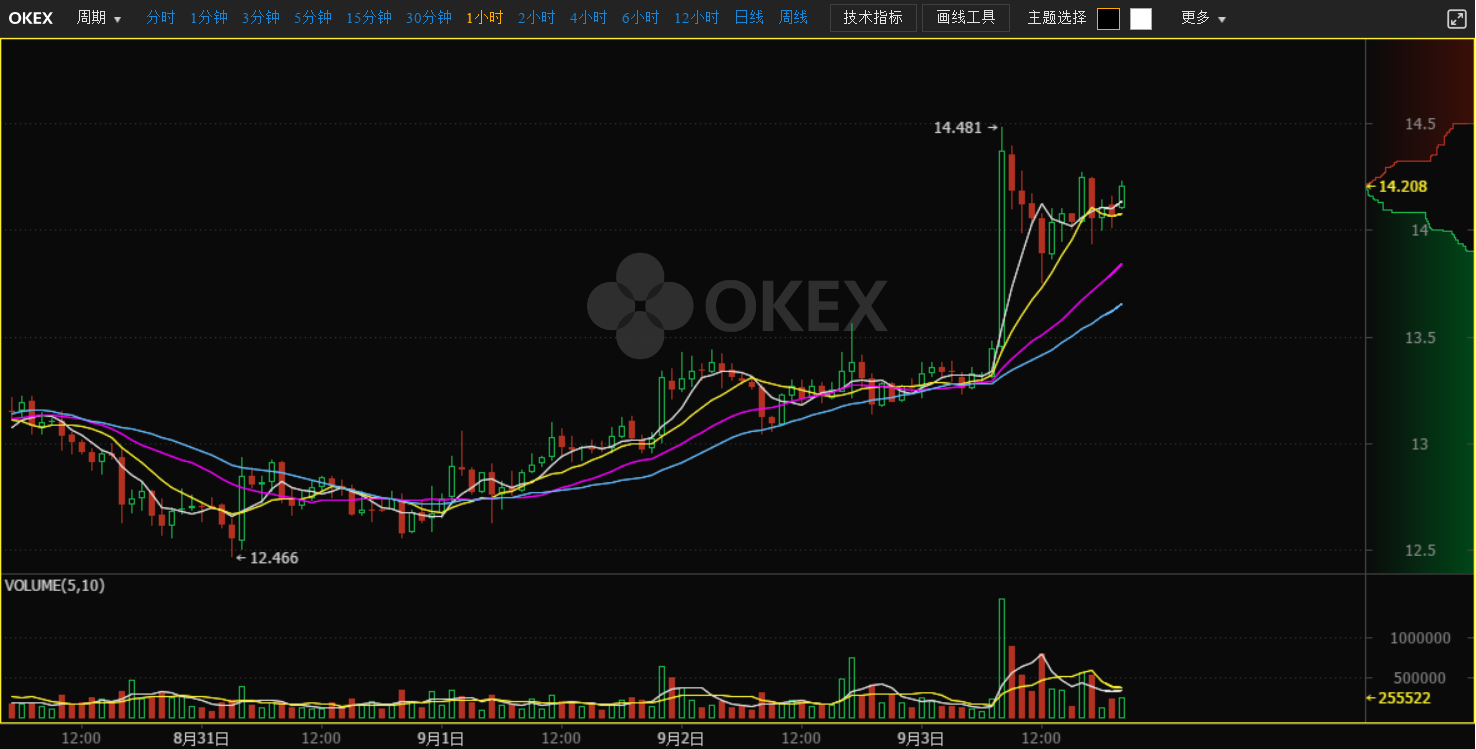 OKEX 周期 ▼ 分时 1分钟 3分钟 5分钟 15分钟 30分钟 1小时 2小时 4小时 6小时 12小时 日线 周线 技术指标 画线工具 主题选择 更多 ▼
14.481 →
14.5
←14.208
14
OKEX
13.5
13
← 12.466
12.5
VOLUME(5,10)
1000000
500000
←255522
12:00 8月31日 12:00 9月1日 12:00 9月2日 12:00 9月3日 12:00